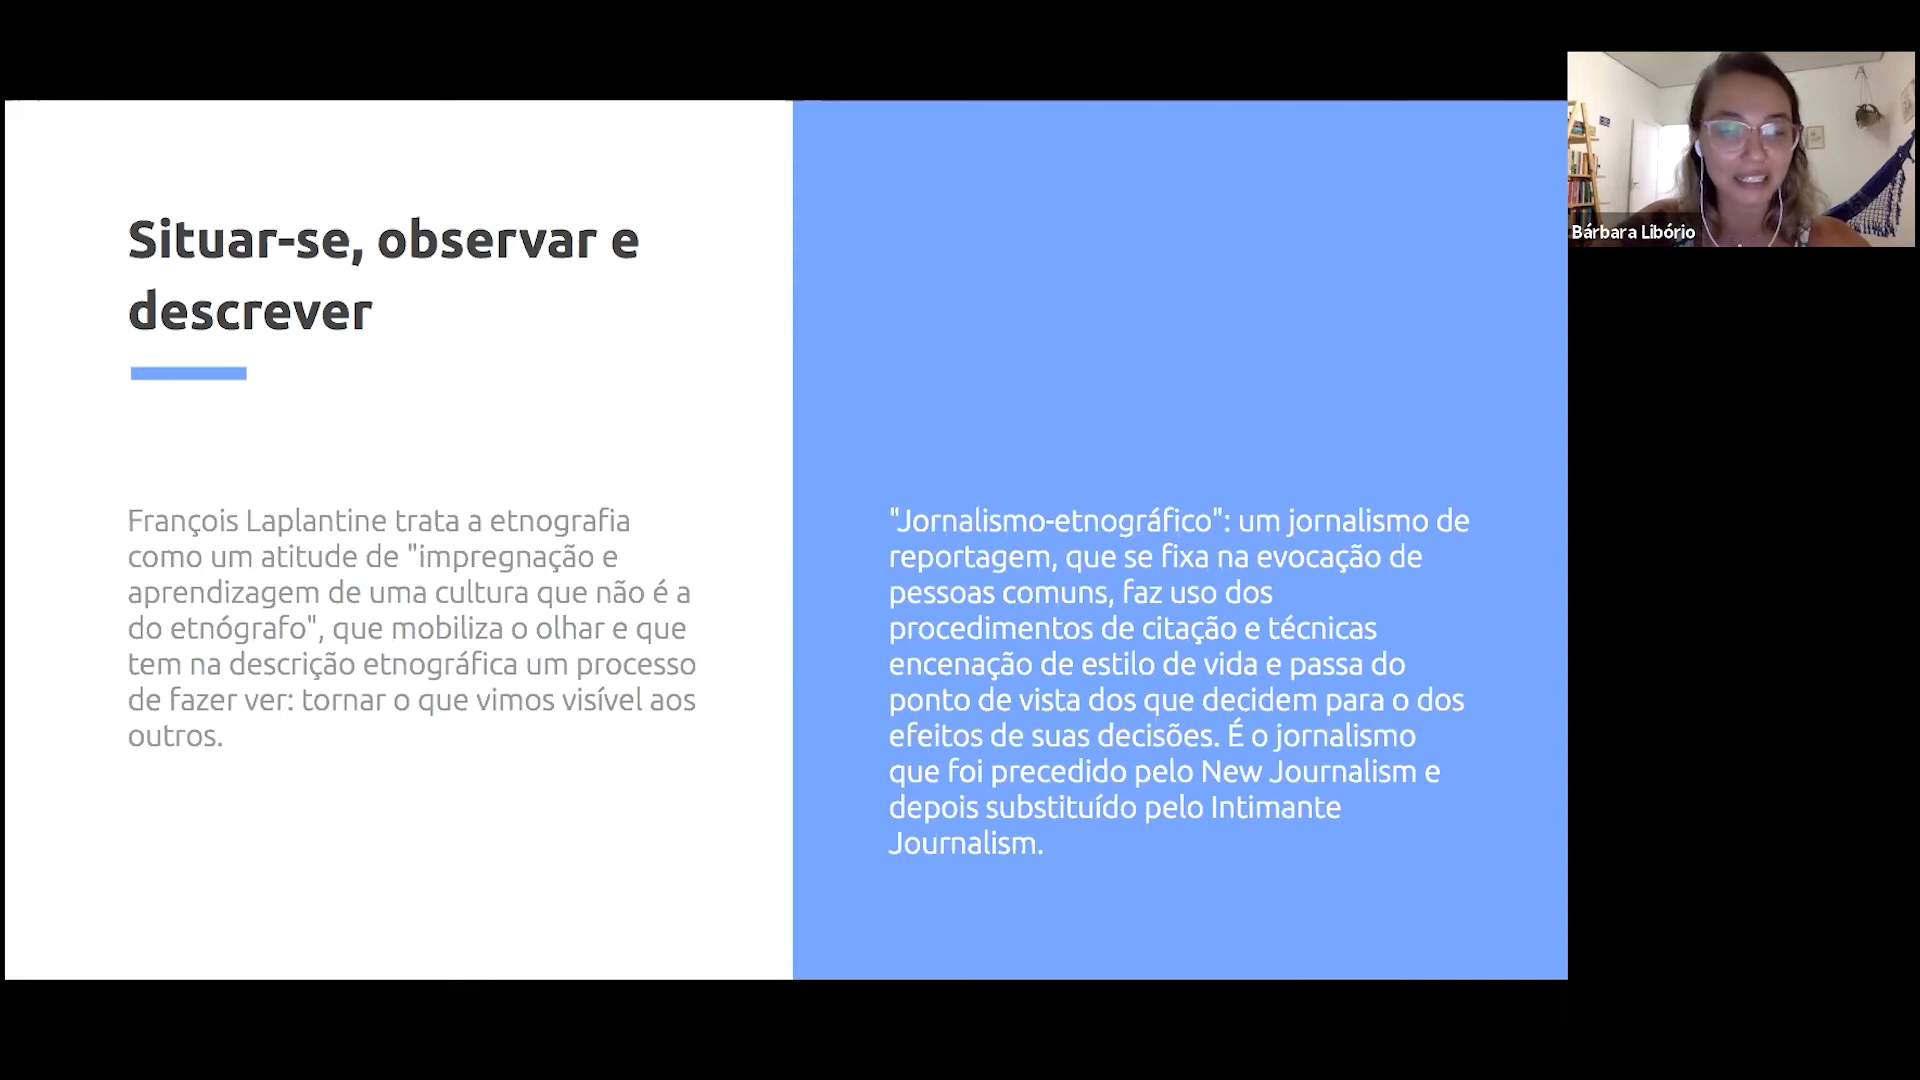 Situar-se, observar e
descrever
François Laplantine trata a etnografia
como um atitude de "impregnação e
aprendizagem de uma cultura que não é a
do etnógrafo", que mobiliza o olhar e que
tem na descrição etnográfica um processo
de fazer ver: tornar o que vimos visível aos
outros.
"Jornalismo-etnográfico": um jornalismo de
reportagem, que se fixa na evocação de
pessoas comuns, faz uso dos
procedimentos de citação e técnicas
encenação de estilo de vida e passa do
ponto de vista dos que decidem para o dos
efeitos de suas decisões. É o jornalismo
que foi precedido pelo New Journalism e
depois substituído pelo Intimante
Journalism.
Bárbara Libório